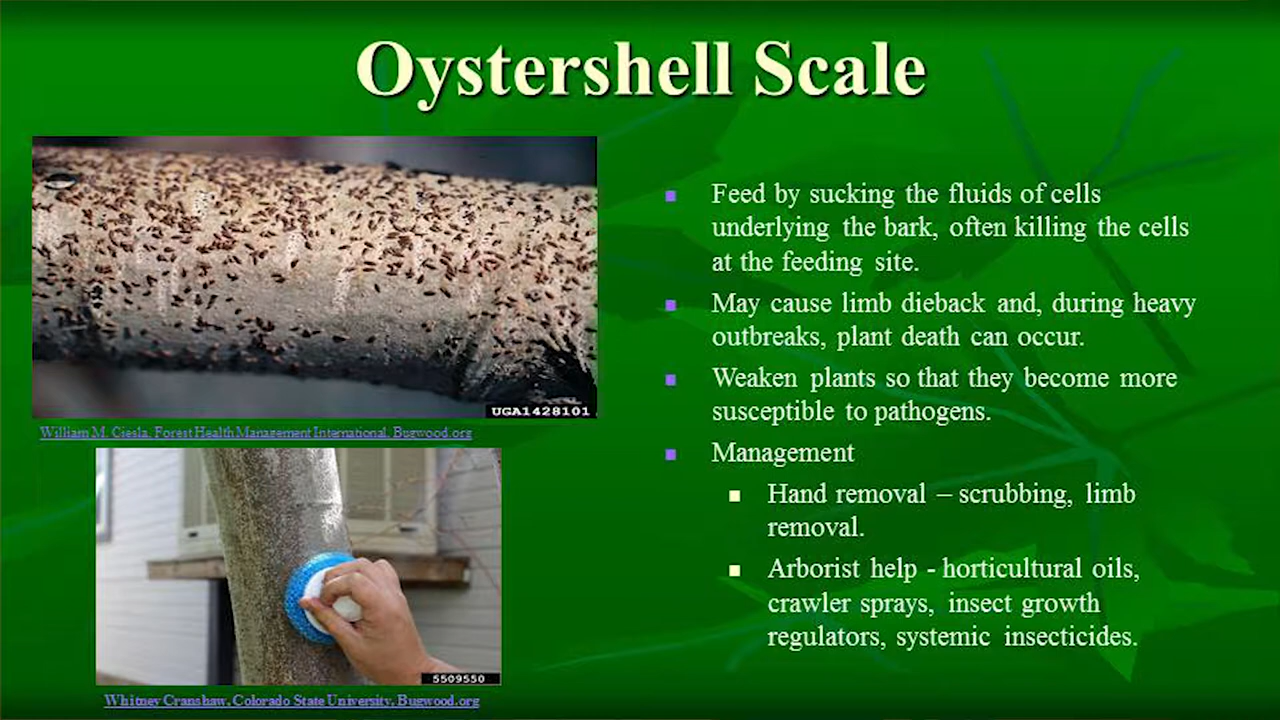 Oystershell Scale
UGA1428101
William M. Ciesla, Forest Health Management International, Bugwood.org
5509550
Whitney Cranshaw, Colorado State University, Bugwood.org
■ Feed by sucking the fluids of cells
underlying the bark, often killing the cells
at the feeding site.
■ May cause limb dieback and, during heavy
outbreaks, plant death can occur.
■ Weaken plants so that they become more
susceptible to pathogens.
■ Management
■ Hand removal – scrubbing, limb
removal.
■ Arborist help - horticultural oils,
crawler sprays, insect growth
regulators, systemic insecticides.